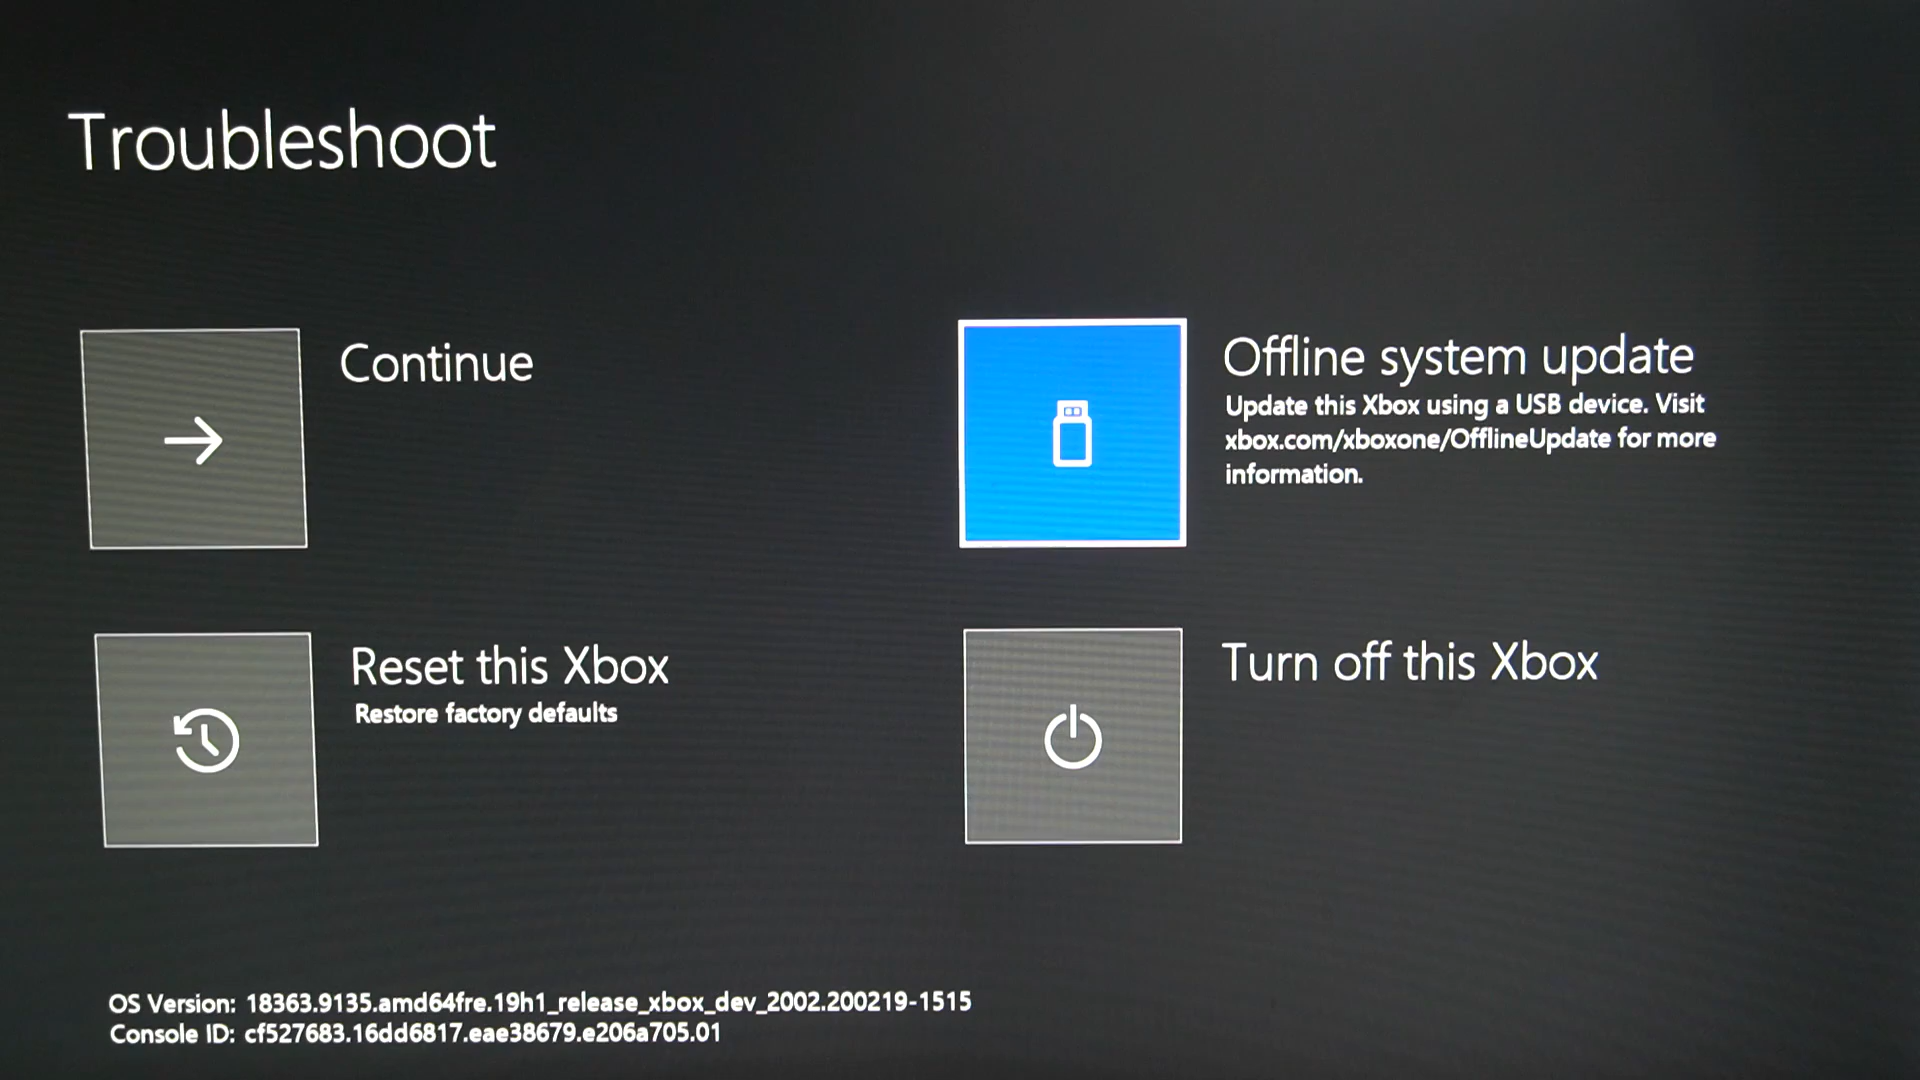 Troubleshoot
Continue
Offline system update
Update this Xbox using a USB device. Visit
xbox.com/xboxone/OfflineUpdate for more
information.
Reset this Xbox
Restore factory defaults
Turn off this Xbox
OS Version: 18363.9135.amd64fre.19h1_release_xbox_dev_2002.200219-1515
Console ID: cf527683.16dd6817.eae38679.e206a705.01